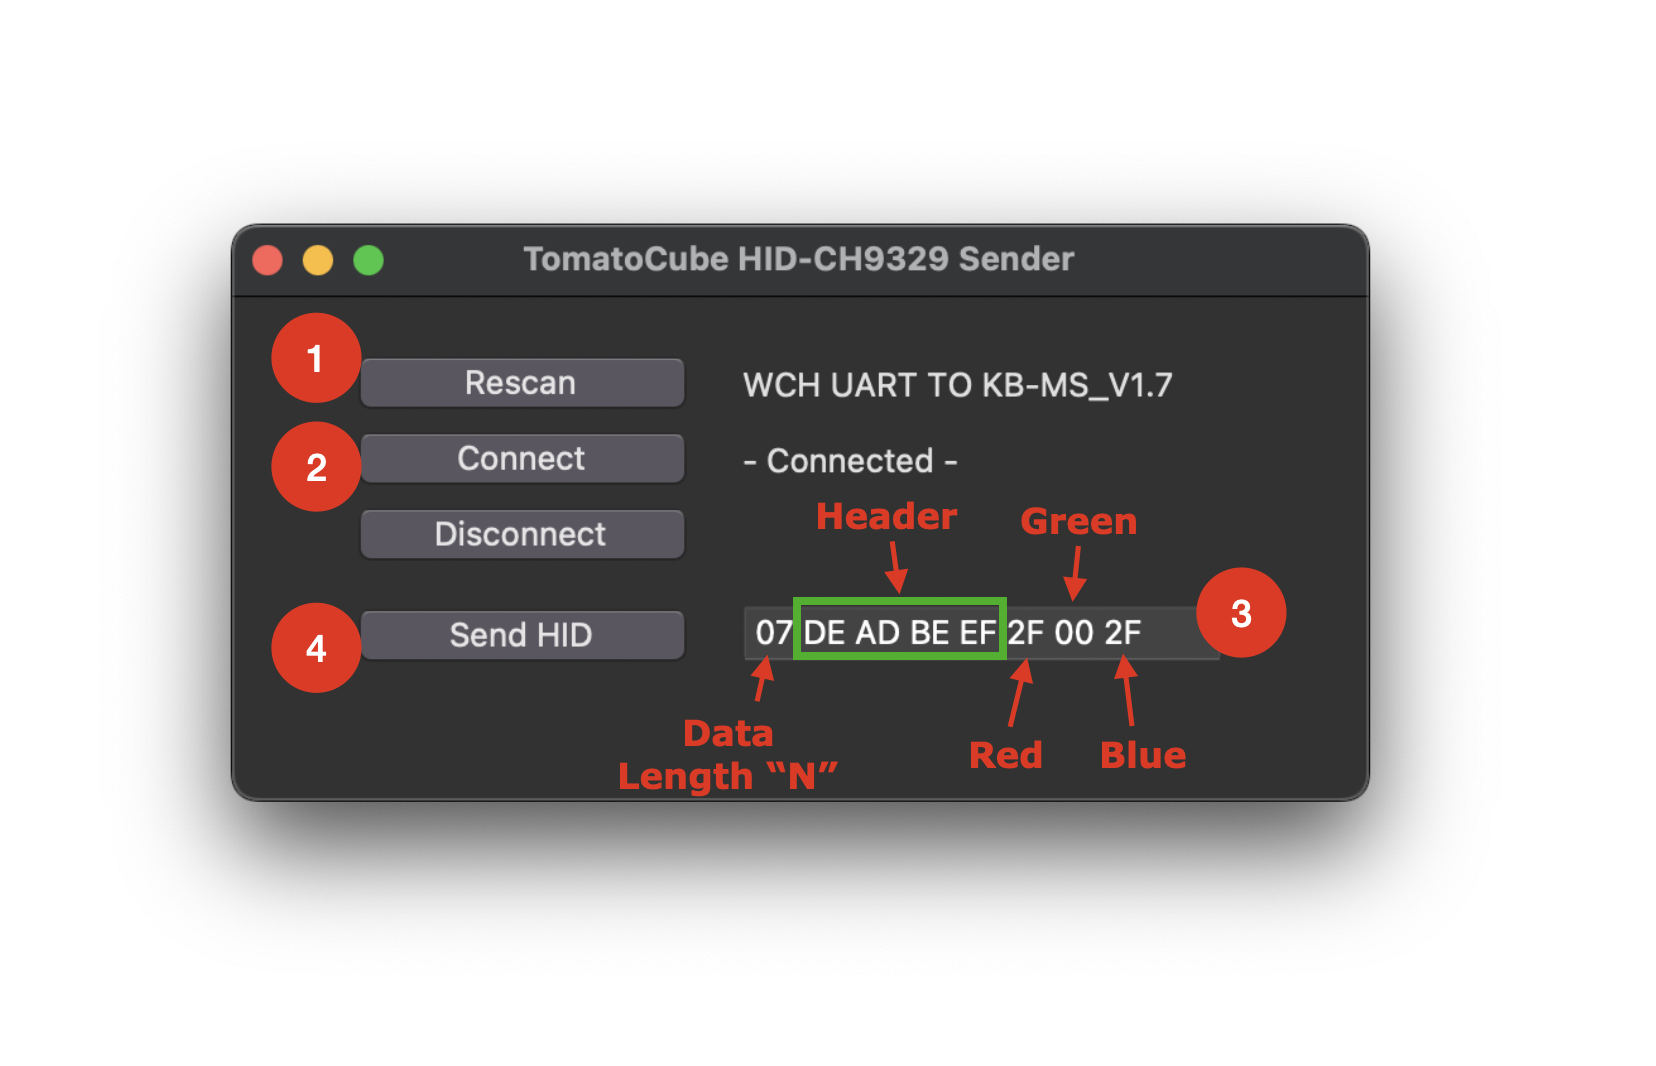 TomatoCube HID-CH9329 Sender
1
Rescan
WCH UART TO KB-MS_V1.7
2
Connect
- Connected -
Disconnect
Header
Green
4
Send HID
07 DE AD BE EF 2F 00 2F
3
Data
Length “N”
Red
Blue